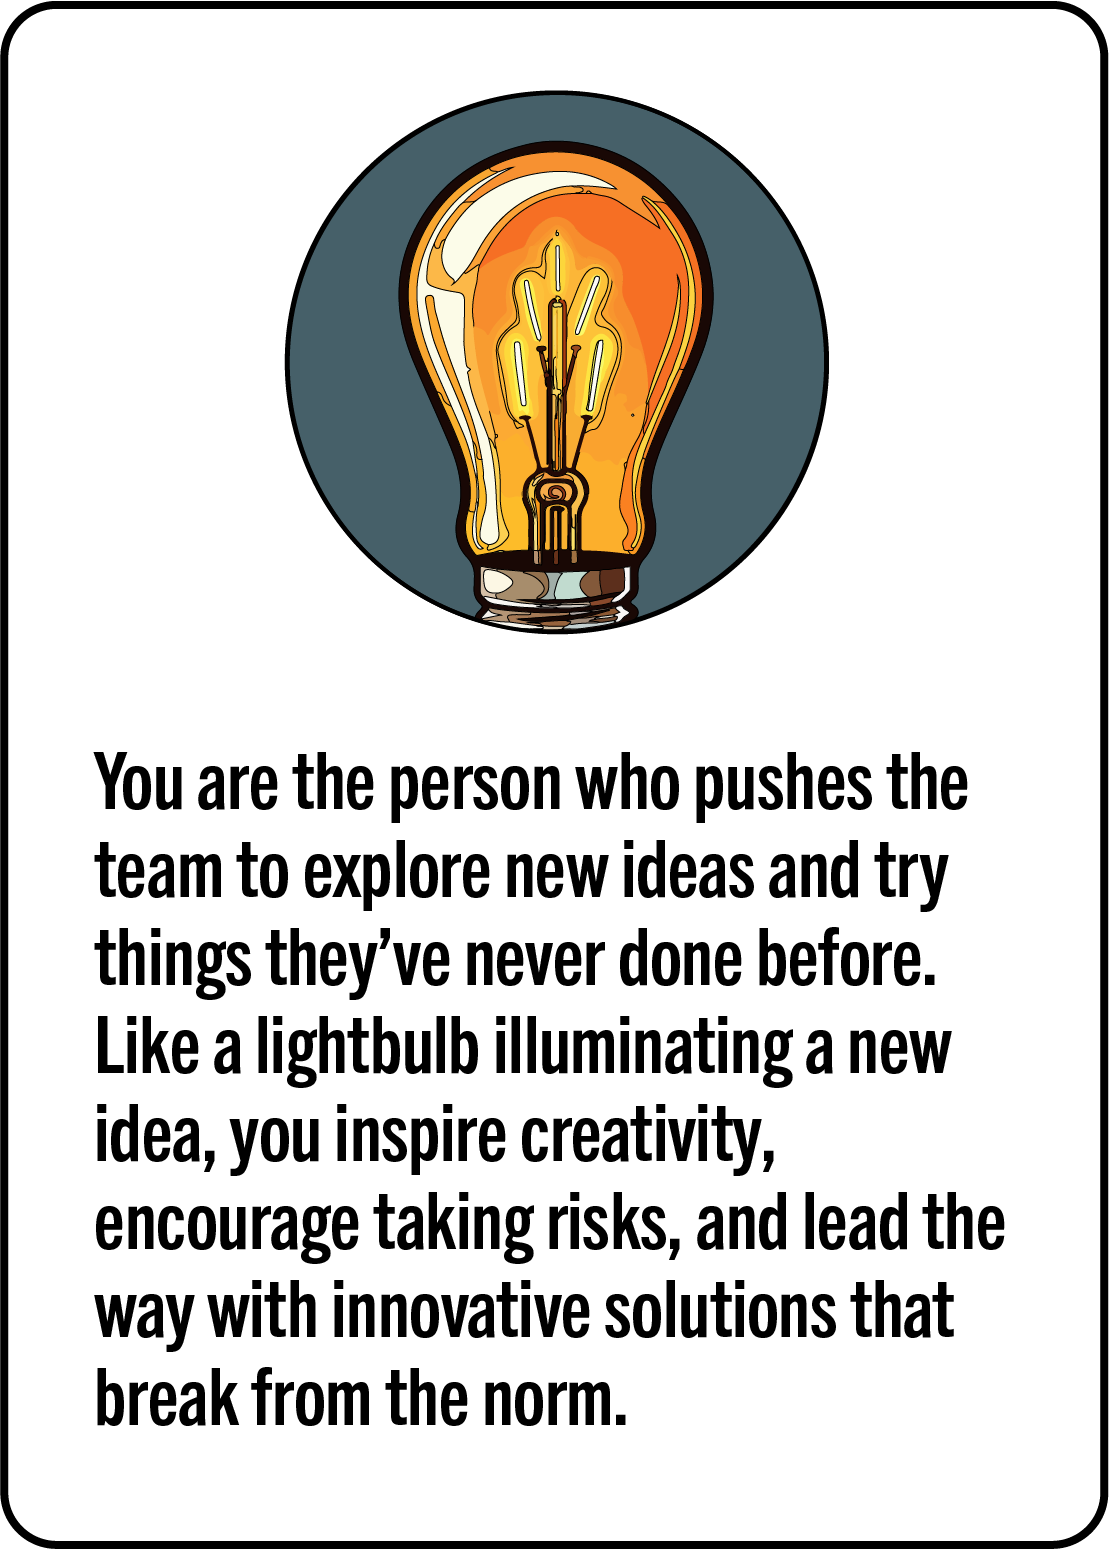 You are the person who pushes the
team to explore new ideas and try
things they’ve never done before.
Like a lightbulb illuminating a new
idea, you inspire creativity,
encourage taking risks, and lead the
way with innovative solutions that
break from the norm.